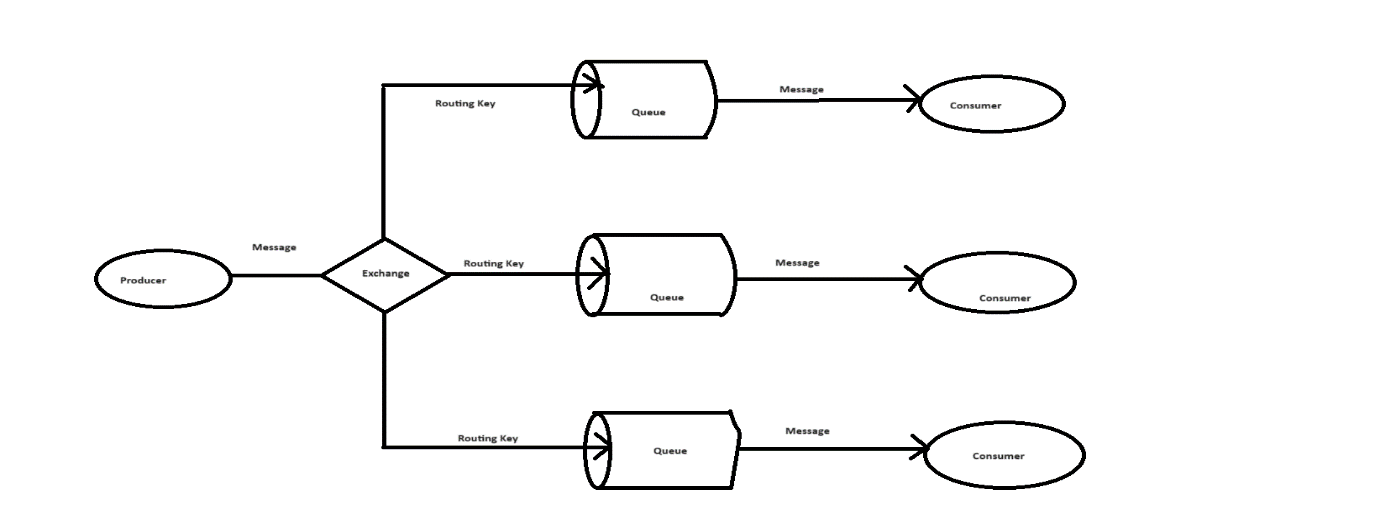 Message
Routing Key
Queue
Consumer
Message
Producer
Exchange
Routing Key
Queue
Message
Consumer
Routing Key
Queue
Message
Consumer